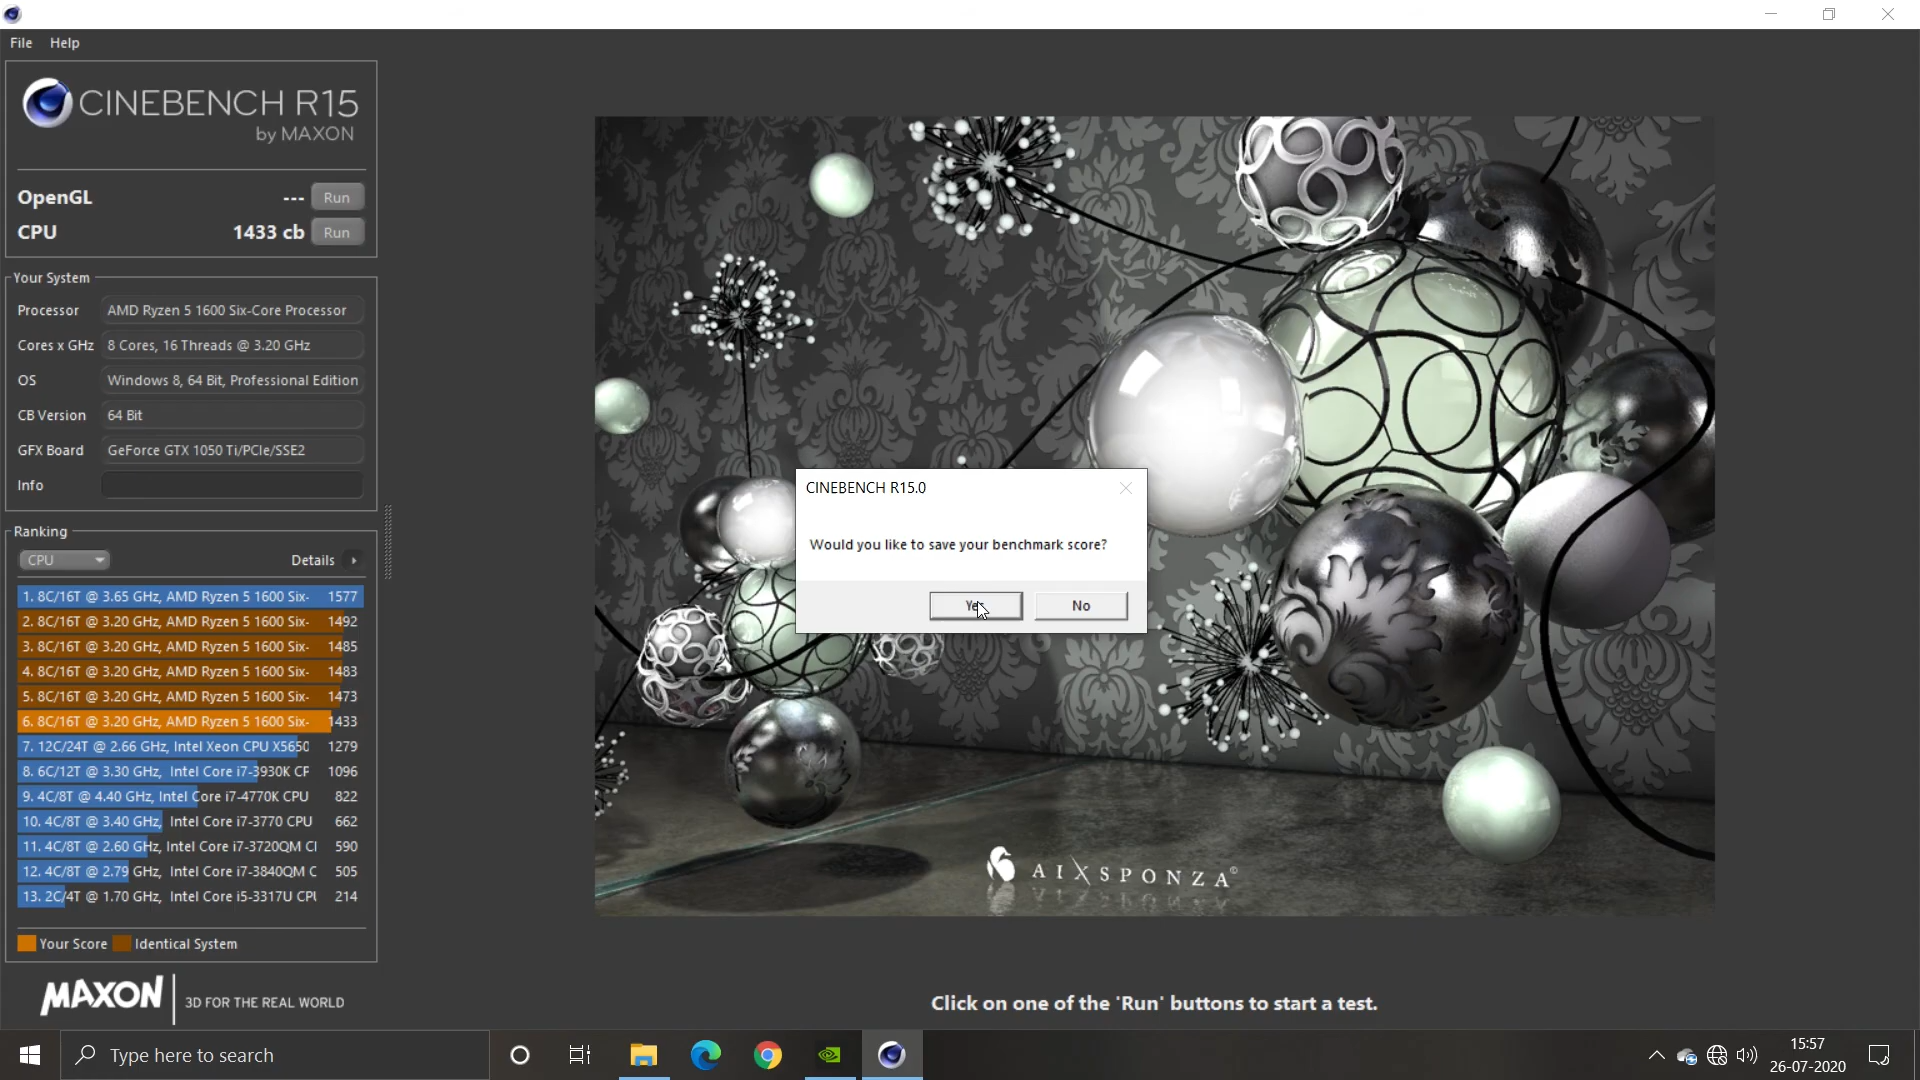 File Help
CINEBENCH R15
by MAXON
OpenGL --- Run
CPU 1433 cb Run
Your System
Processor AMD Ryzen 5 1600 Six-Core Processor
Cores x GHz 8 Cores, 16 Threads @ 3.20 GHz
OS Windows 8, 64 Bit, Professional Edition
CB Version 64 Bit
GFX Board GeForce GTX 1050 Ti/PCIe/SSE2
Info
Ranking
CPU Details
1. 8C/16T @ 3.65 GHz, AMD Ryzen 5 1600 Six- 1577
2. 8C/16T @ 3.20 GHz, AMD Ryzen 5 1600 Six- 1492
3. 8C/16T @ 3.20 GHz, AMD Ryzen 5 1600 Six- 1485
4. 8C/16T @ 3.20 GHz, AMD Ryzen 5 1600 Six- 1483
5. 8C/16T @ 3.20 GHz, AMD Ryzen 5 1600 Six- 1473
6. 8C/16T @ 3.20 GHz, AMD Ryzen 5 1600 Six- 1433
7. 12C/24T @ 2.66 GHz, Intel Xeon CPU X5650 1279
8. 6C/12T @ 3.30 GHz, Intel Core i7-3930K CP 1096
9. 4C/8T @ 4.40 GHz, Intel Core i7-4770K CPU 822
10. 4C/8T @ 3.40 GHz, Intel Core i7-3770 CPU 662
11. 4C/8T @ 2.60 GHz, Intel Core i7-3720QM CI 590
12. 4C/8T @ 2.79 GHz, Intel Core i7-3840QM C 505
13. 2C/4T @ 1.70 GHz, Intel Core i5-3317U CPU 214
Your Score Identical System
MAXON 3D FOR THE REAL WORLD
CINEBENCH R15.0
Would you like to save your benchmark score?
Yes No
AIXSPONZA©
Click on one of the 'Run' buttons to start a test.
Type here to search
15:57
26-07-2020